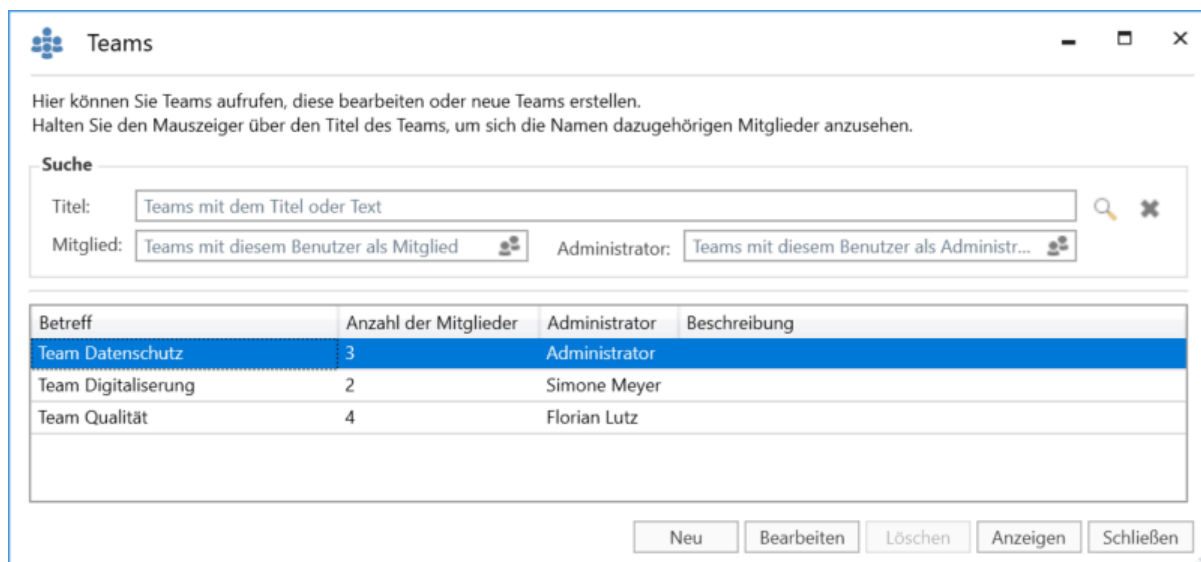 Teams
Hier können Sie Teams aufrufen, diese bearbeiten oder neue Teams erstellen.
Halten Sie den Mauszeiger über den Titel des Teams, um sich die Namen dazugehörigen Mitglieder anzusehen.
Suche
Titel: Teams mit dem Titel oder Text
Mitglied: Teams mit diesem Benutzer als Mitglied Administrator: Teams mit diesem Benutzer als Administr...
Betreff Anzahl der Mitglieder Administrator Beschreibung
Team Datenschutz 3 Administrator
Team Digitaliserung 2 Simone Meyer
Team Qualität 4 Florian Lutz
Neu Bearbeiten Löschen Anzeigen Schließen